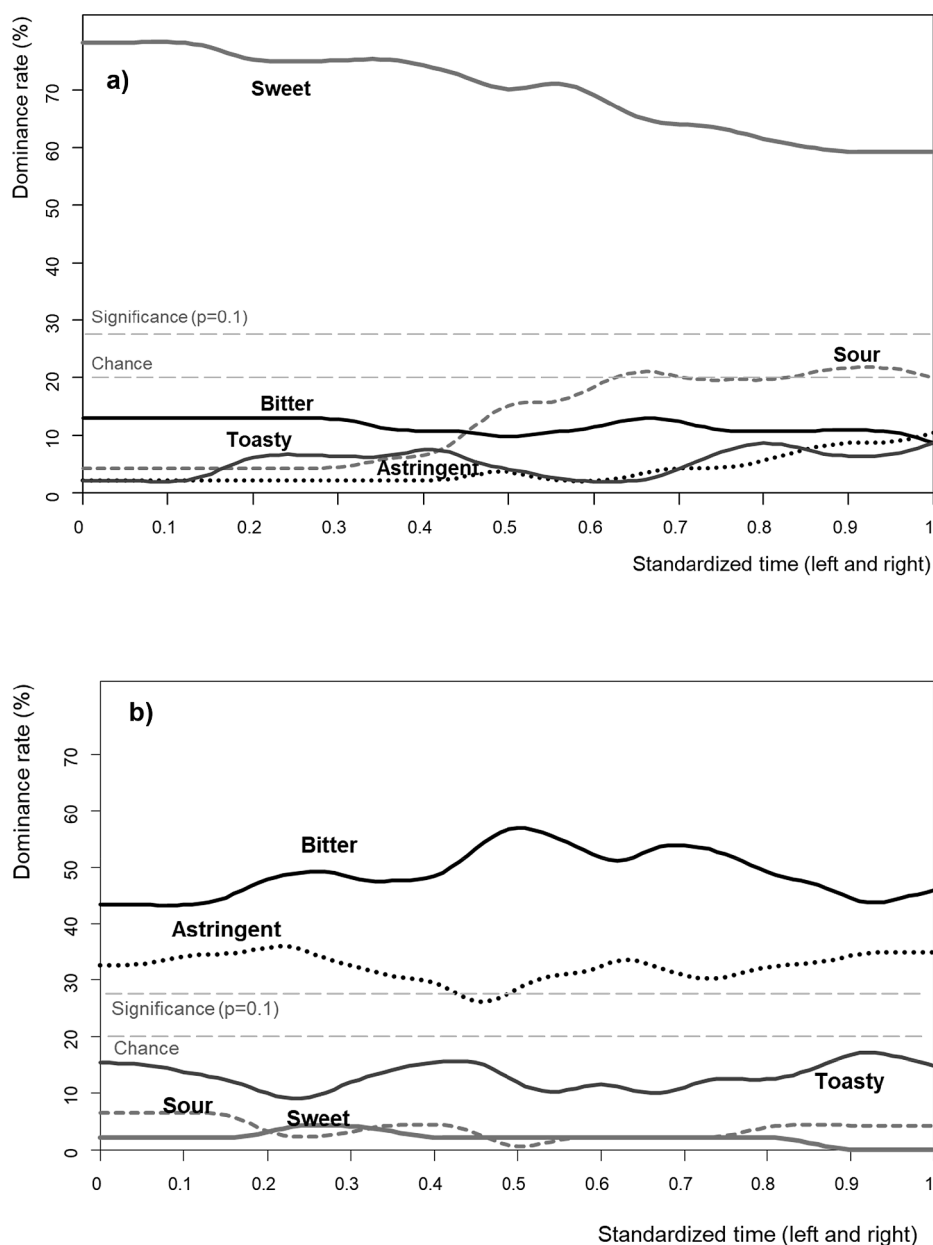 Dominance rate (%)
a)
Sweet
70
60
50
40
30
20
10
0
Significance (p=0.1)
Chance
Sour
Bitter
Toasty
Astringent
0 0.1 0.2 0.3 0.4 0.5 0.6 0.7 0.8 0.9 1
Standardized time (left and right)
Dominance rate (%)
b)
70
60
50
40
30
20
10
0
Bitter
Astringent
Significance (p=0.1)
Chance
Toasty
Sour
Sweet
0 0.1 0.2 0.3 0.4 0.5 0.6 0.7 0.8 0.9 1
Standardized time (left and right)